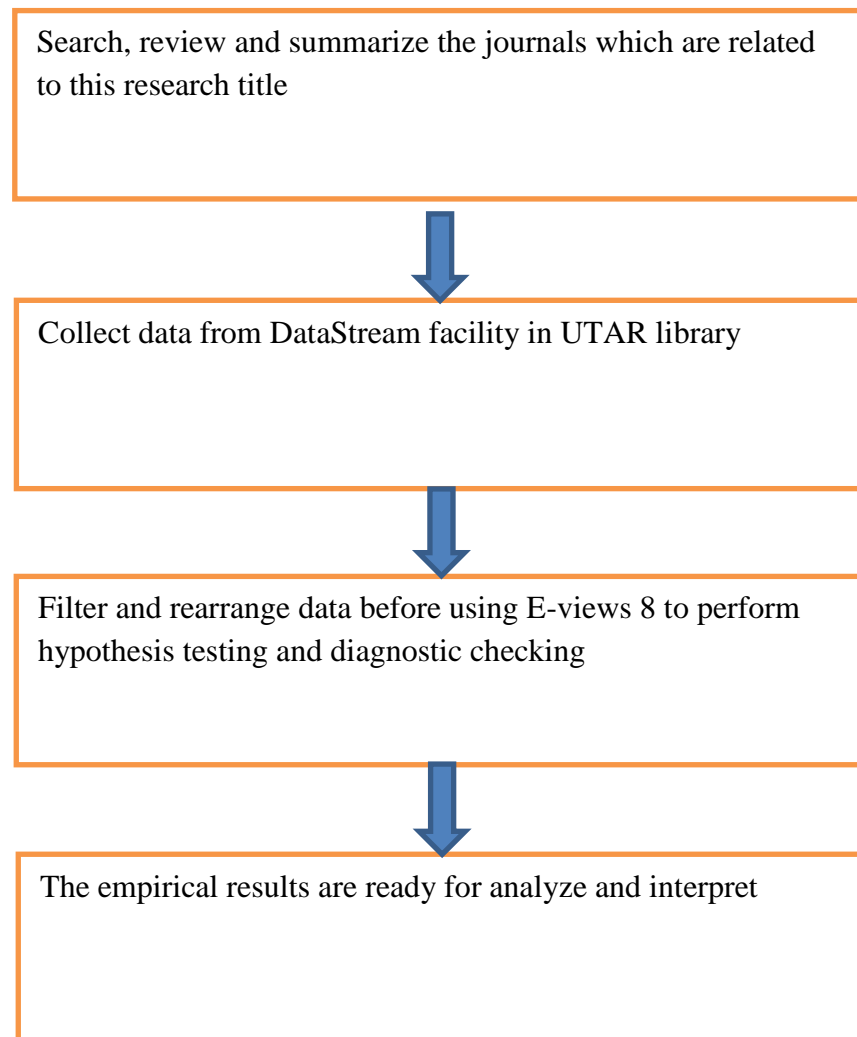 Search, review and summarize the journals which are related
to this research title
Collect data from DataStream facility in UTAR library
Filter and rearrange data before using E-views 8 to perform
hypothesis testing and diagnostic checking
The empirical results are ready for analyze and interpret